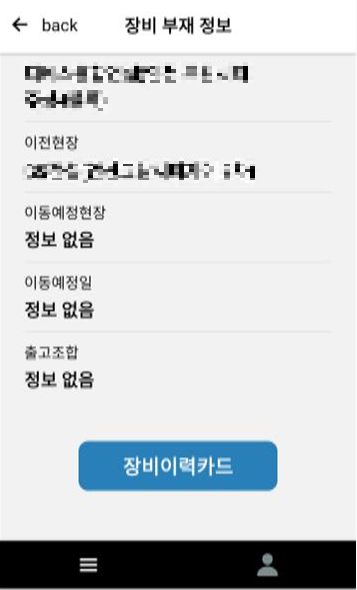 ← back 장비 부재 정보
이전현장
이동예정현장
정보 없음
이동예정일
정보 없음
출고조합
정보 없음
장비이력카드